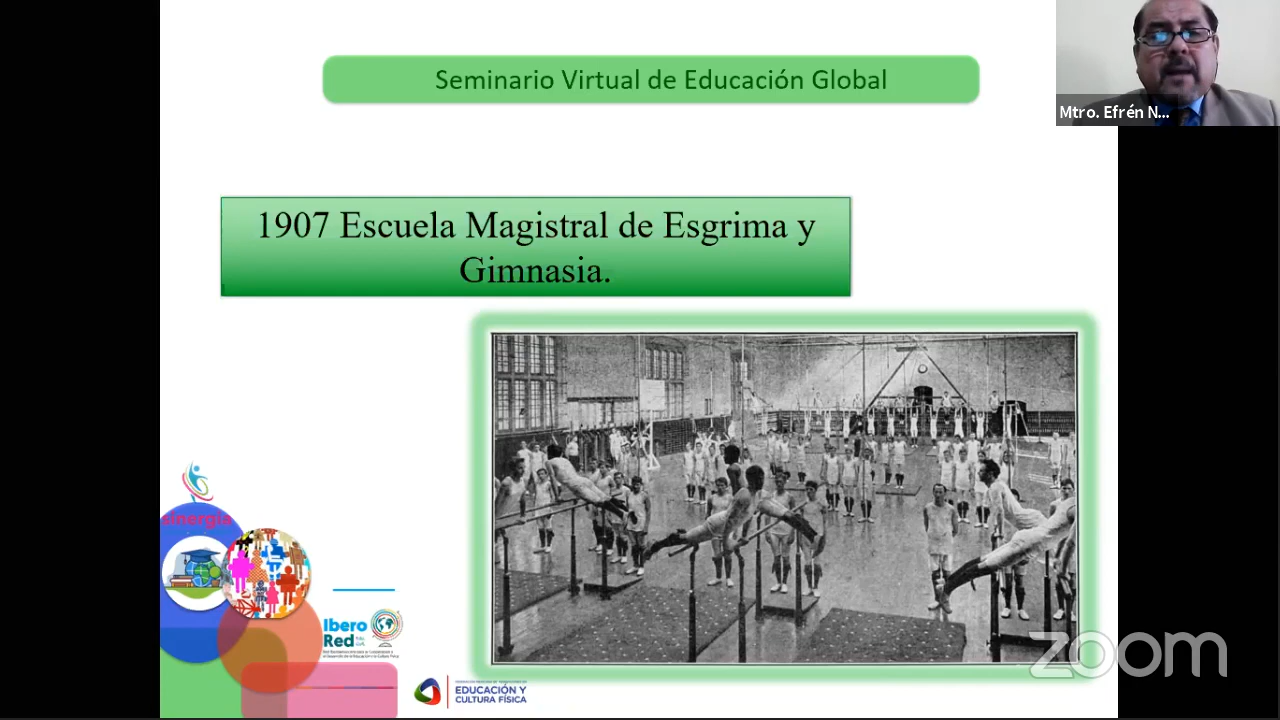 Seminario Virtual de Educación Global
Mtro. Efrén N...
1907 Escuela Magistral de Esgrima y
Gimnasia.
sinergia
Ibero
Red
EDUCACIÓN Y
CULTURA FÍSICA
zoom